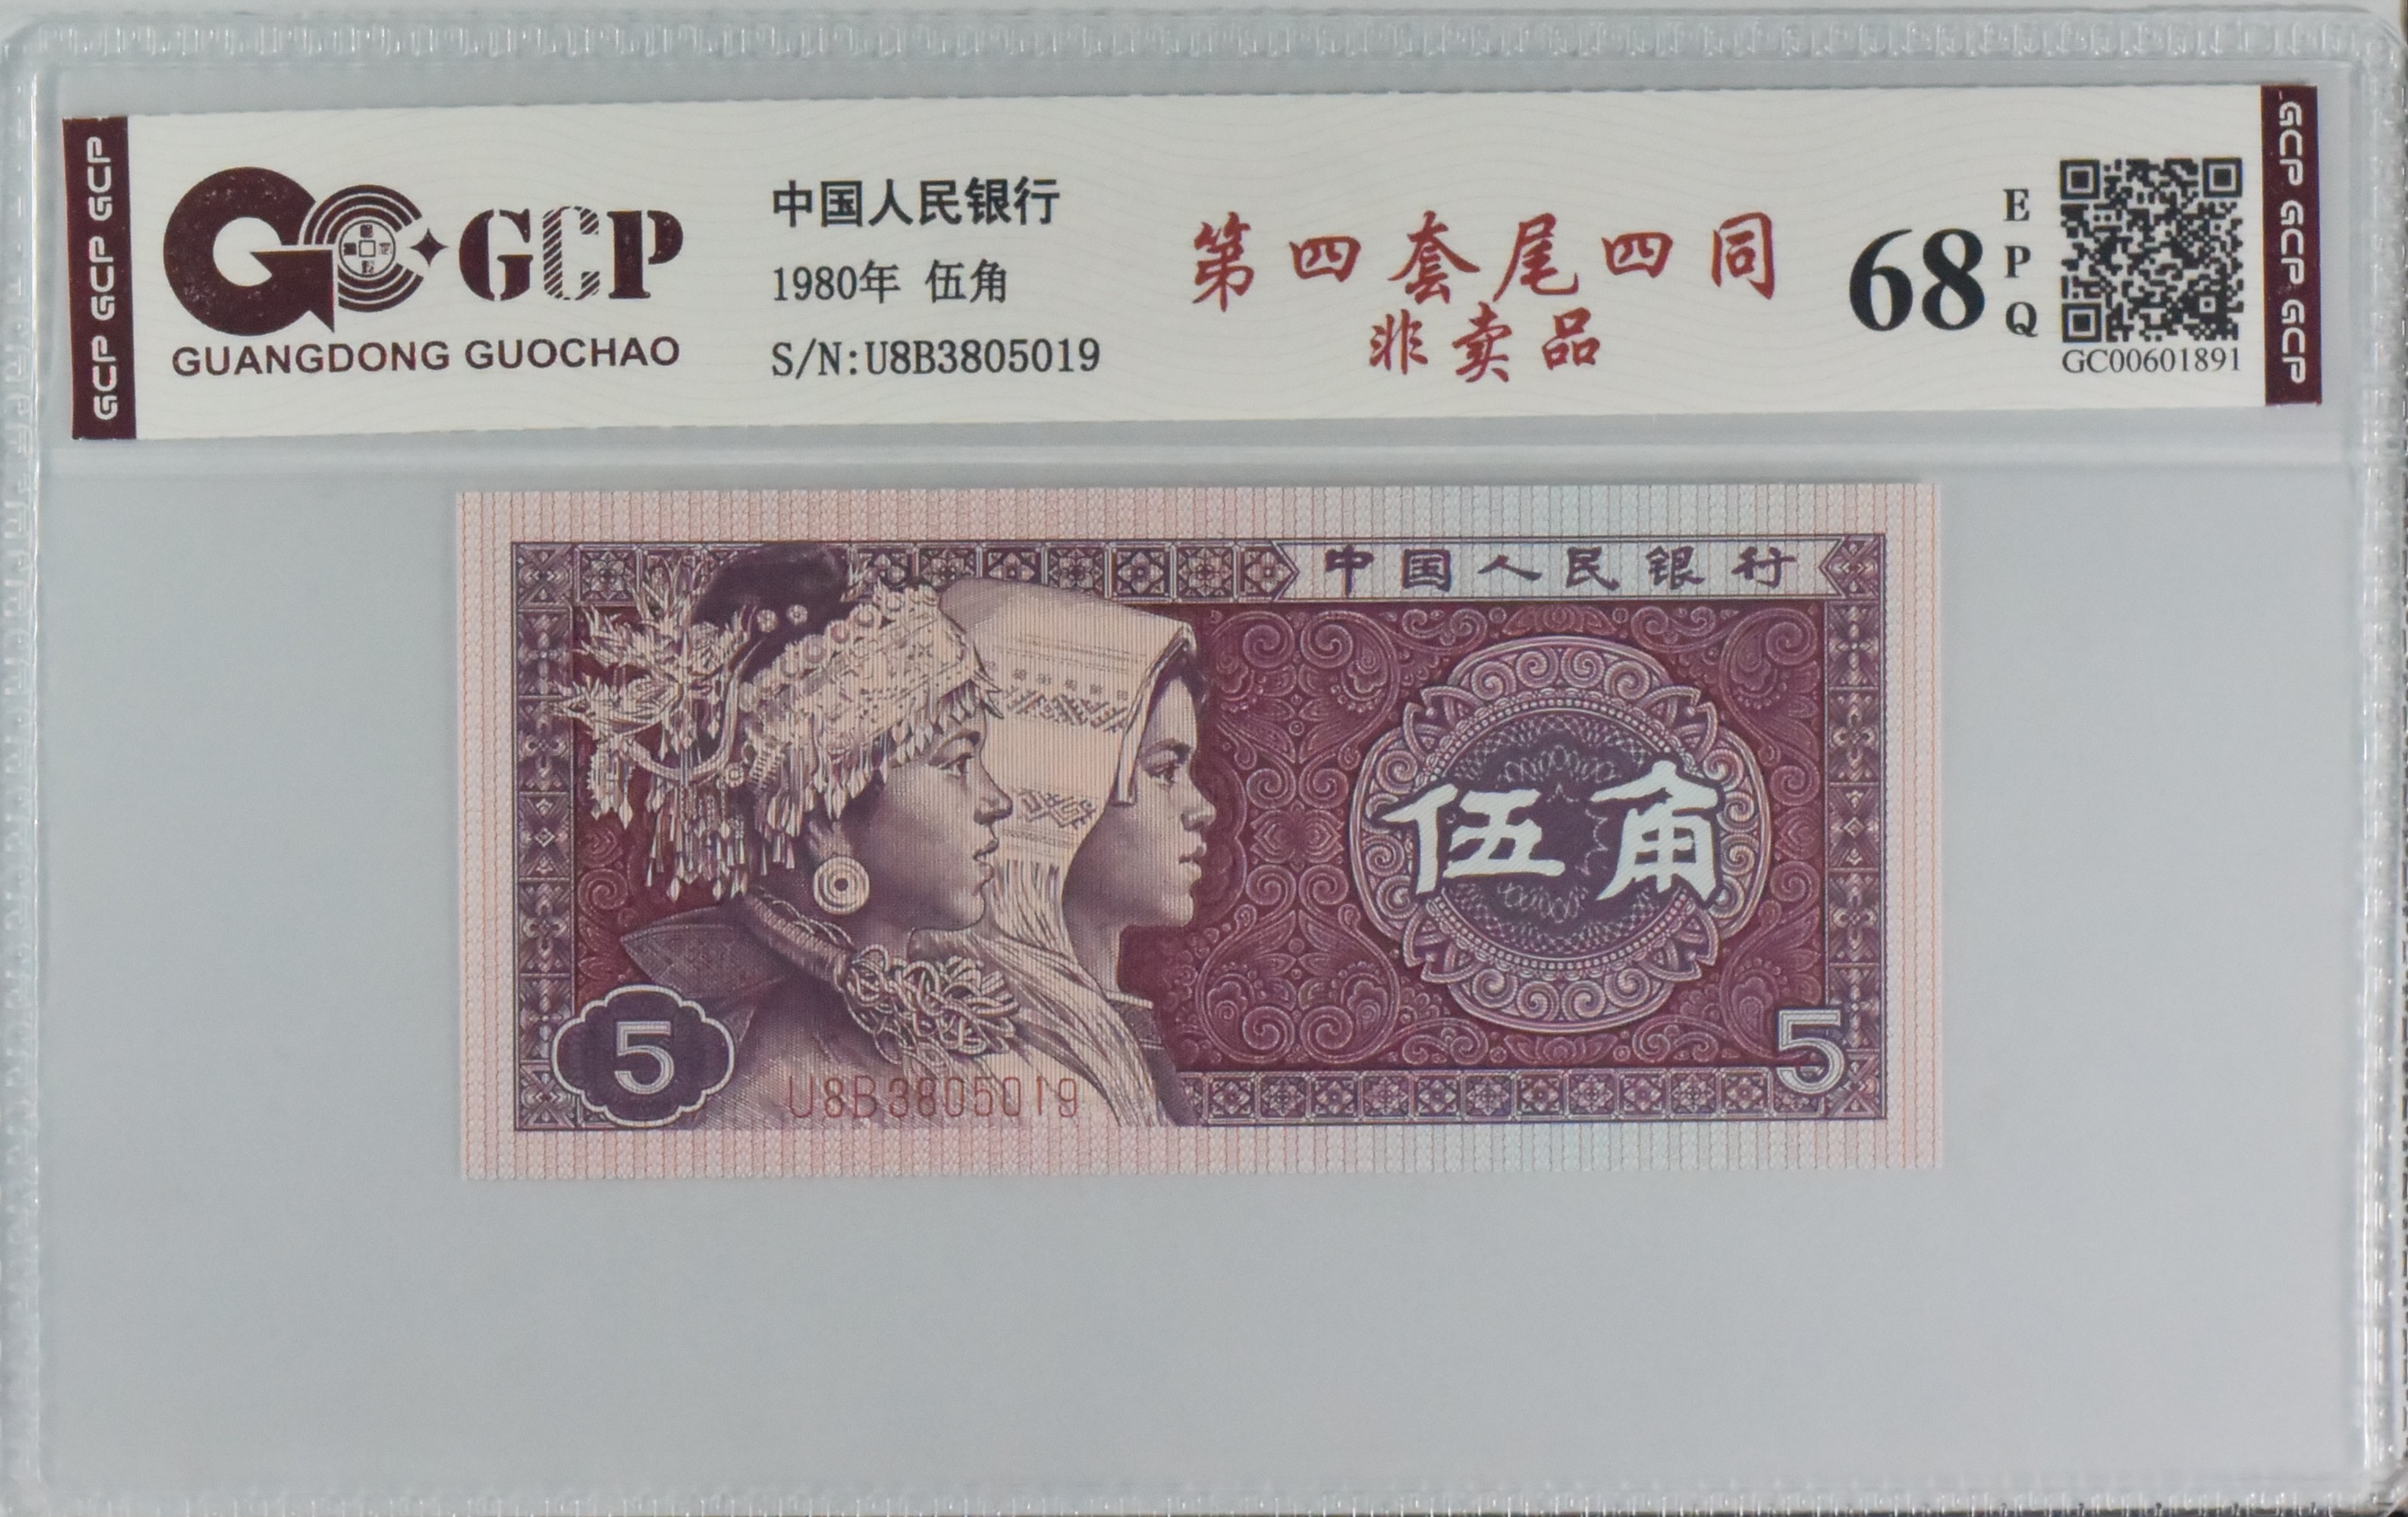 GCP GCP GCP
GCP
GUANGDONG GUOCHAO
中国人民银行
1980年 伍角
S/N:U8B3805019
第四套尾四同
非卖品
68
E
P
Q
GC00601891
GCP GCP GCP GCP
中国人民银行
伍角
5
U8B3805019
5